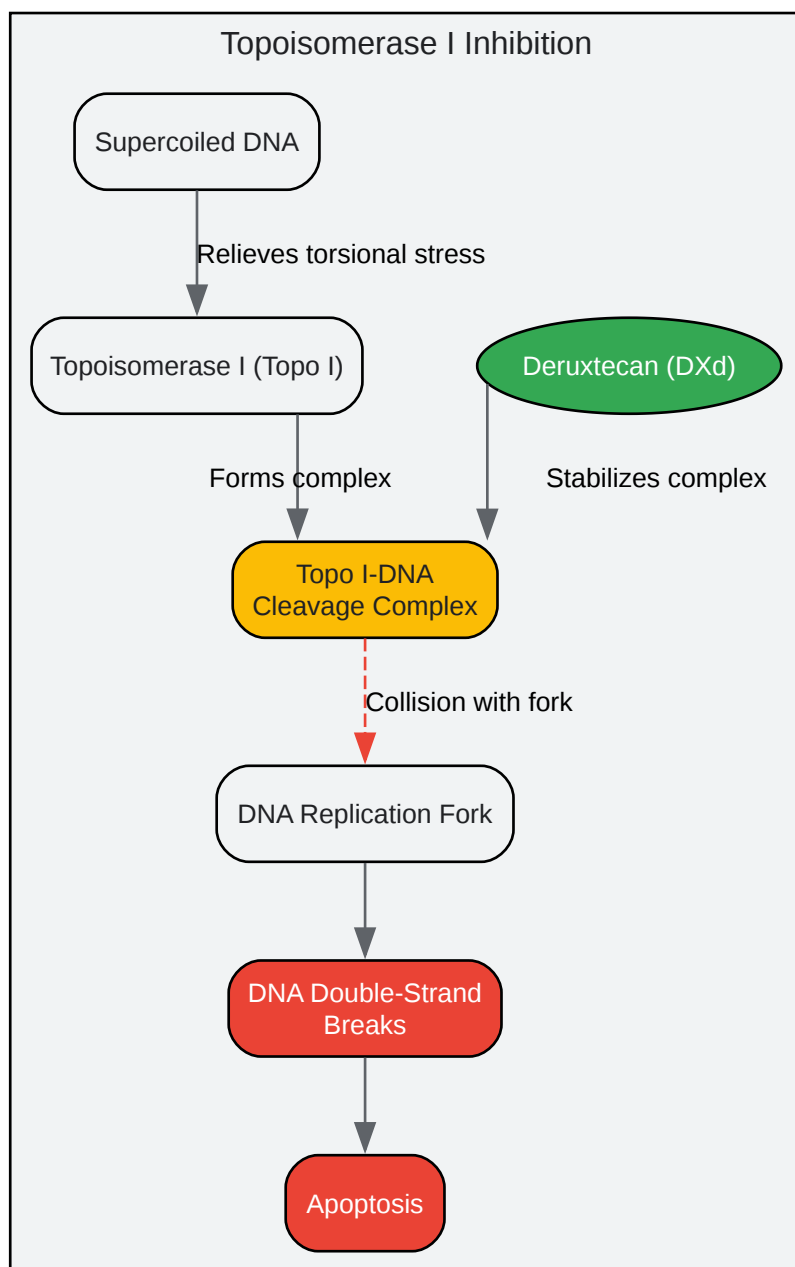 Topoisomerase I Inhibition
Supercoiled DNA
Relieves torsional stress
Topoisomerase I (Topo I)
Deruxtecan (DXd)
Forms complex
Stabilizes complex
Topo I-DNA
Cleavage Complex
Collision with fork
DNA Replication Fork
DNA Double-Strand
Breaks
Apoptosis